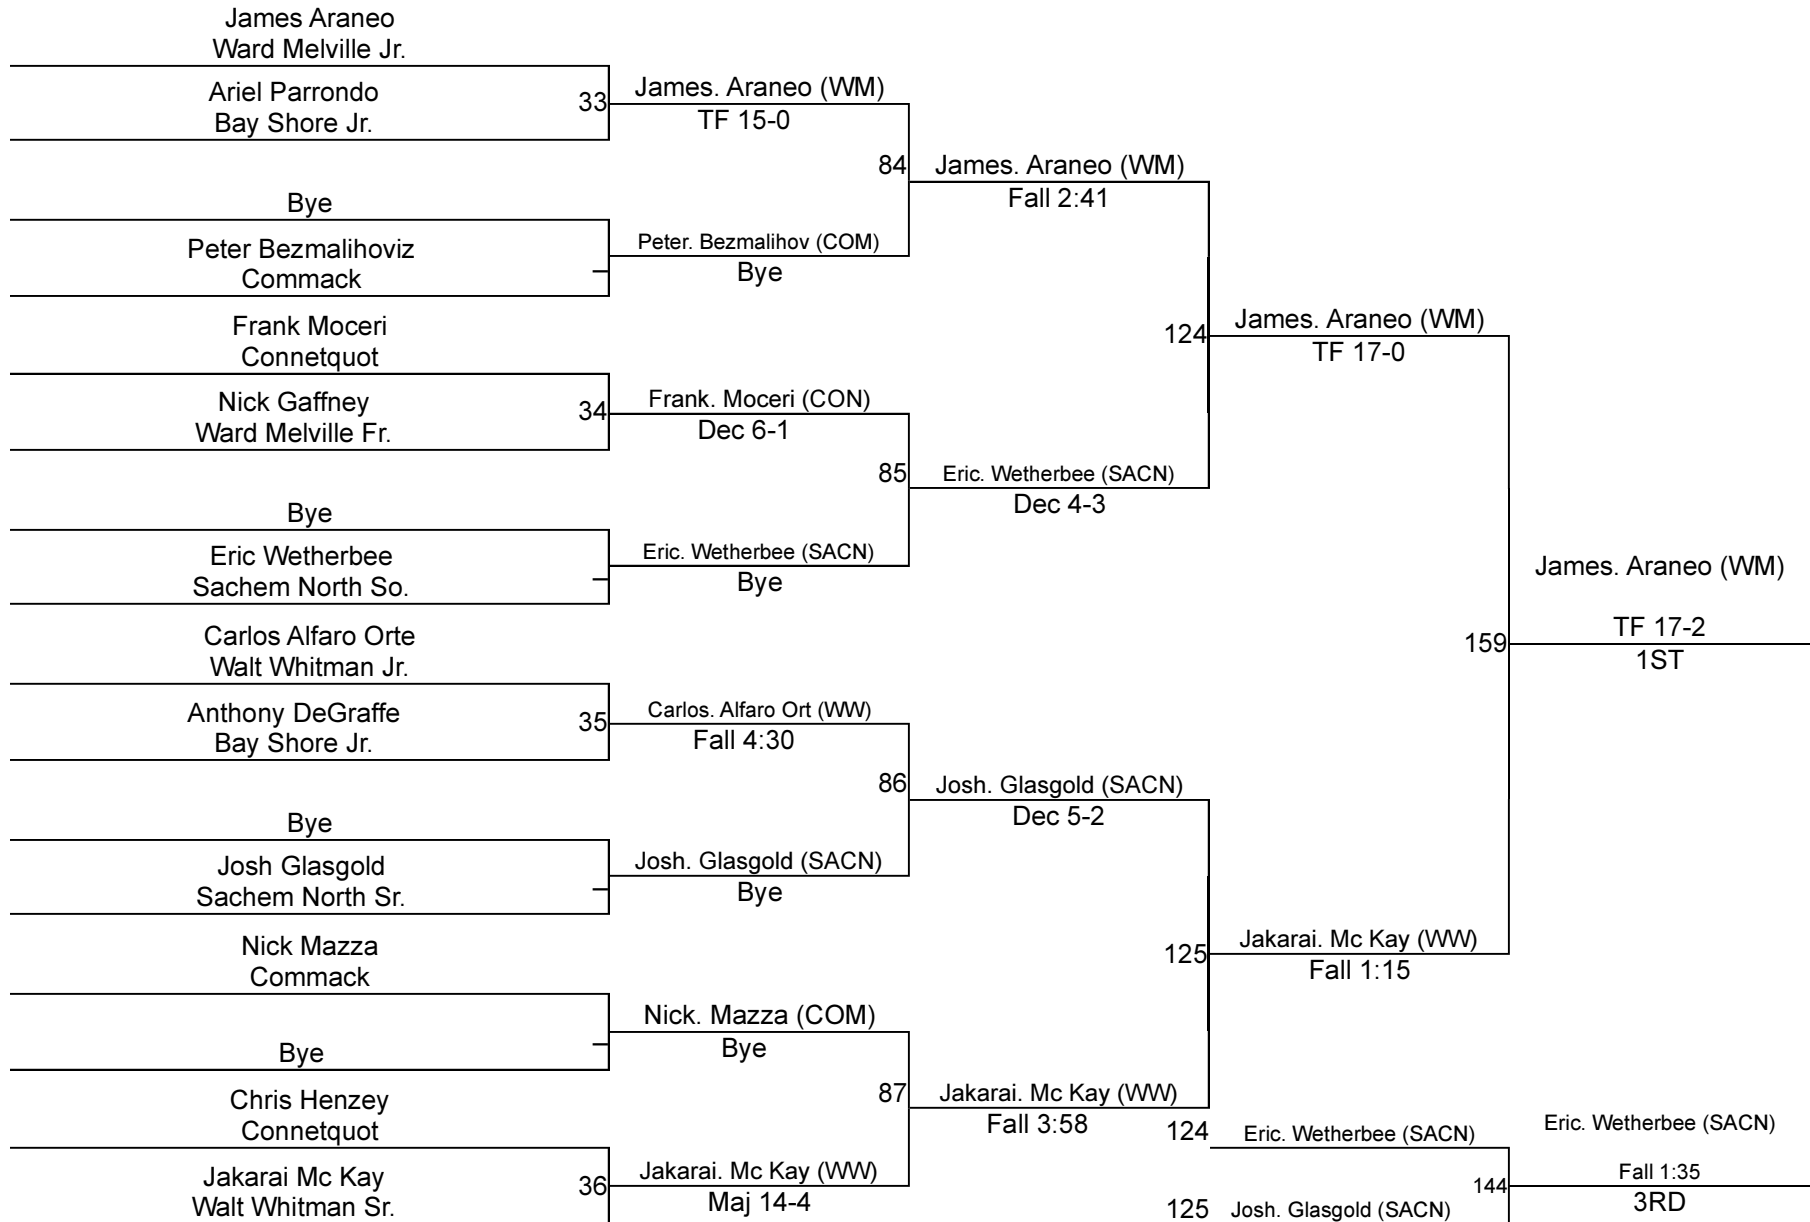 James Araneo
Ward Melville Jr.
Ariel Parrondo
Bay Shore Jr.
33
James. Araneo (WM)
TF 15-0
84
James. Araneo (WM)
Fall 2:41
Bye
Peter Bezmalihoviz
Commack
Peter. Bezmalihov (COM)
Bye
Frank Moceri
Connetquot
Nick Gaffney
Ward Melville Fr.
34
Frank. Moceri (CON)
Dec 6-1
124
James. Araneo (WM)
TF 17-0
85
Eric. Wetherbee (SACN)
Dec 4-3
Bye
Eric Wetherbee
Sachem North So.
Eric. Wetherbee (SACN)
Bye
James. Araneo (WM)
159
TF 17-2
1ST
Carlos Alfaro Orte
Walt Whitman Jr.
Anthony DeGraffe
Bay Shore Jr.
35
Carlos. Alfaro Ort (WW)
Fall 4:30
86
Josh. Glasgold (SACN)
Dec 5-2
Bye
Josh Glasgold
Sachem North Sr.
Josh. Glasgold (SACN)
Bye
125
Jakarai. Mc Kay (WW)
Fall 1:15
Nick Mazza
Commack
Bye
Nick. Mazza (COM)
Bye
87
Jakarai. Mc Kay (WW)
Fall 3:58
Chris Henzey
Connetquot
Jakarai Mc Kay
Walt Whitman Sr.
36
Jakarai. Mc Kay (WW)
Maj 14-4
124
Eric. Wetherbee (SACN)
125
Josh. Glasgold (SACN)
144
Eric. Wetherbee (SACN)
Fall 1:35
3RD